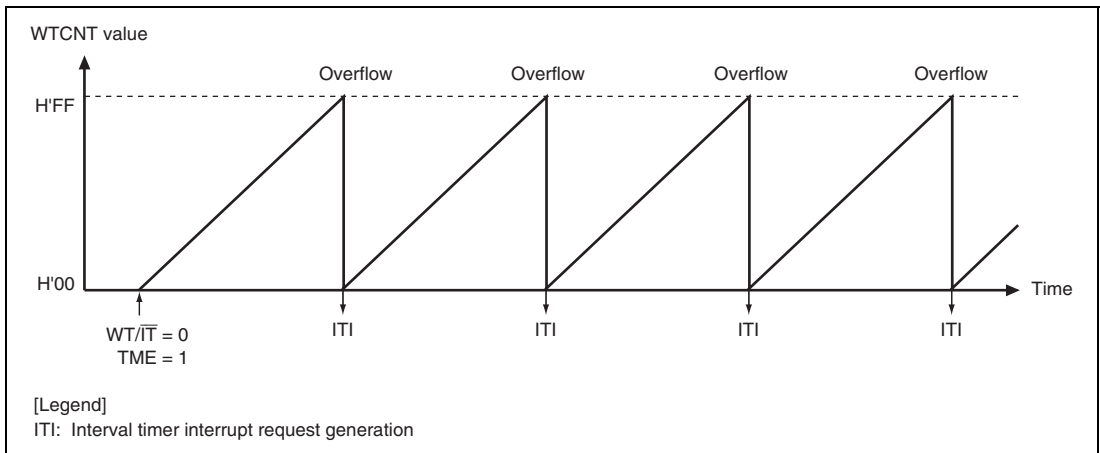 WTCNT value
Overflow Overflow Overflow Overflow
H'FF
H'00
Time
WT/I̅T̅ = 0
TME = 1
ITI ITI ITI ITI
[Legend]
ITI: Interval timer interrupt request generation